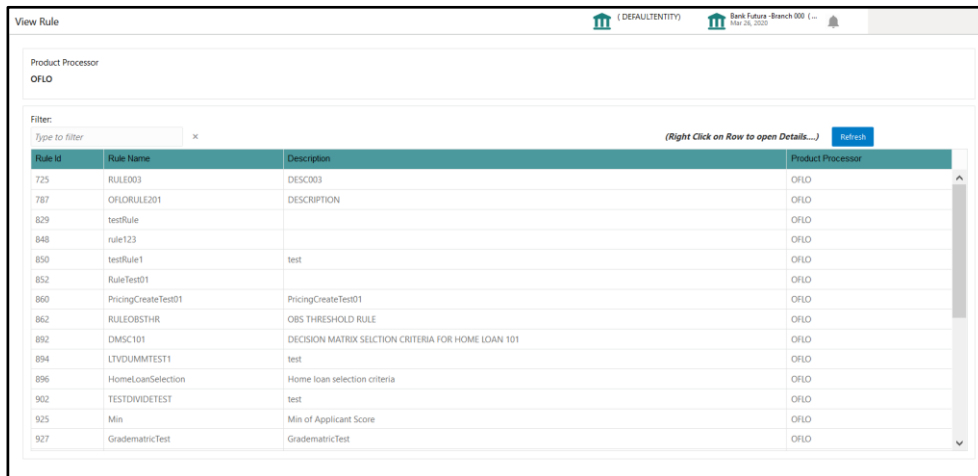 View Rule
( DEFAULTENTITY)
Bank Futura -Branch 000 ( ...
Mar 26, 2020
Product Processor
OFLO
Filter:
Type to filter ×
(Right Click on Row to open Details....) Refresh
Rule Id Rule Name Description Product Processor
725 RULE003 DESC003 OFLO
787 OFLORULE201 DESCRIPTION OFLO
829 testRule OFLO
848 rule123 OFLO
850 testRule1 test OFLO
852 RuleTest01 OFLO
860 PricingCreateTest01 PricingCreateTest01 OFLO
862 RULEOBSTHR OBS THRESHOLD RULE OFLO
892 DMSC101 DECISION MATRIX SELCTION CRITERIA FOR HOME LOAN 101 OFLO
894 LTVDUMMTEST1 test OFLO
896 HomeLoanSelection Home loan selection criteria OFLO
902 TESTDIVIDETEST test OFLO
925 Min Min of Applicant Score OFLO
927 GradematricTest GradematricTest OFLO